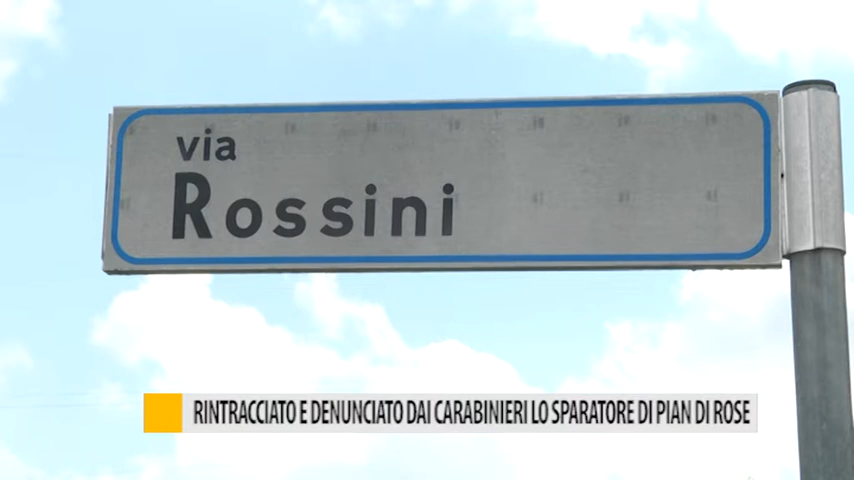 via
Rossini
RINTRACCIATO E DENUNCIATO DAI CARABINIERI LO SPARATORE DI PIAN DI ROSE